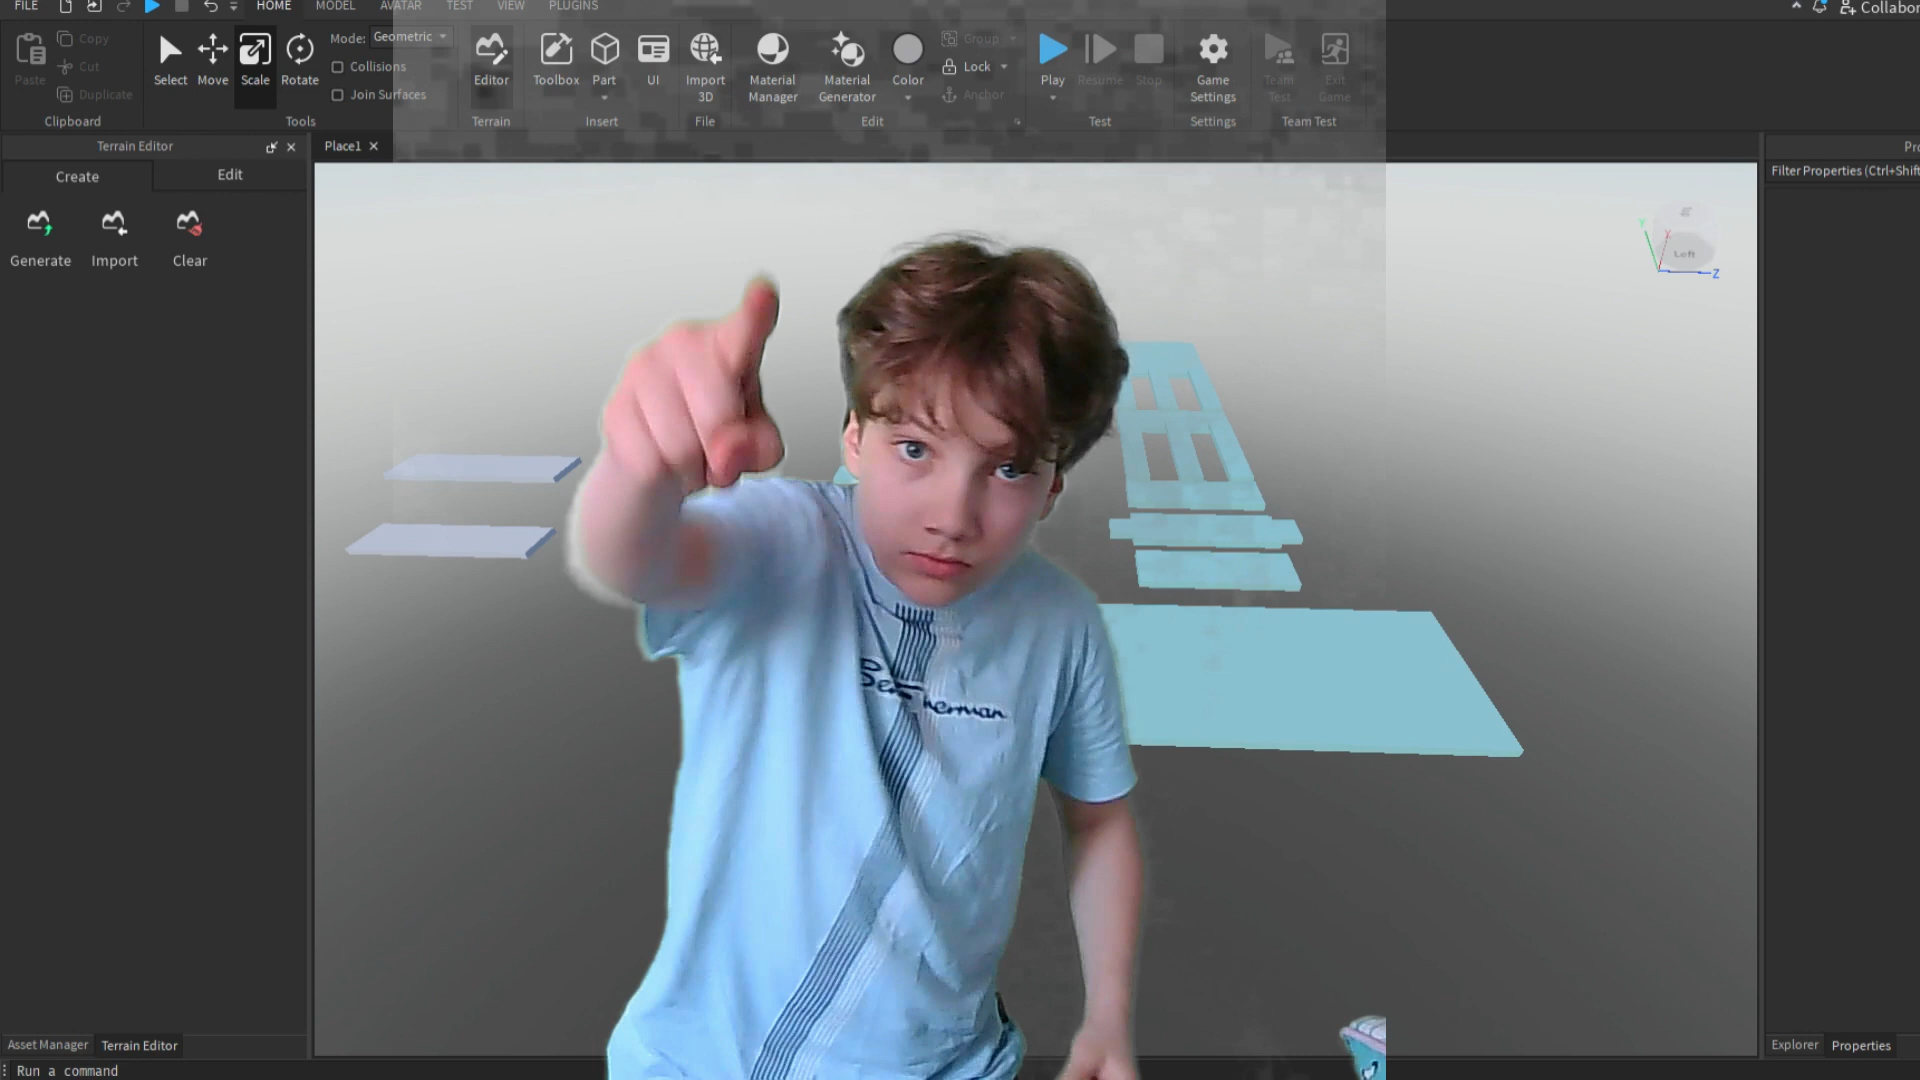 FILE HOME MODEL AVATAR TEST VIEW PLUGINS
Paste
Copy
Cut
Duplicate
Clipboard
Select Move Scale Rotate
Mode: Geometric
Collisions
Join Surfaces
Tools
Editor
Terrain
Toolbox Part UI
Insert
Import
3D
File
Material
Manager
Material
Generator
Color
Group
Lock
Anchor
Edit
Play Resume Stop
Test
Game
Settings
Settings
Team
Test
Exit
Game
Team Test
Terrain Editor
Create Edit
Generate Import Clear
Place1
Filter Properties (Ctrl+Shift
Y
X
Left
Z
herman
Asset Manager Terrain Editor
Explorer Properties
Run a command